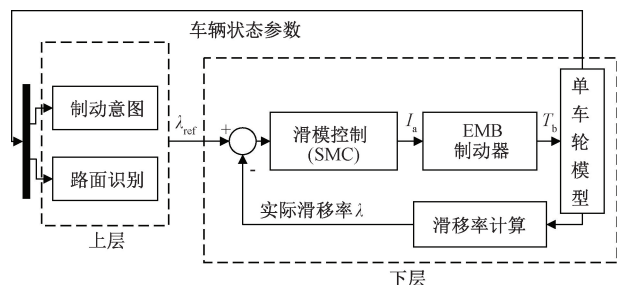 车辆状态参数
制动意图
路面识别
上层
λref
+
-
滑模控制
(SMC)
Ia
EMB
制动器
Tb
单车轮模型
实际滑移率λ
滑移率计算
下层